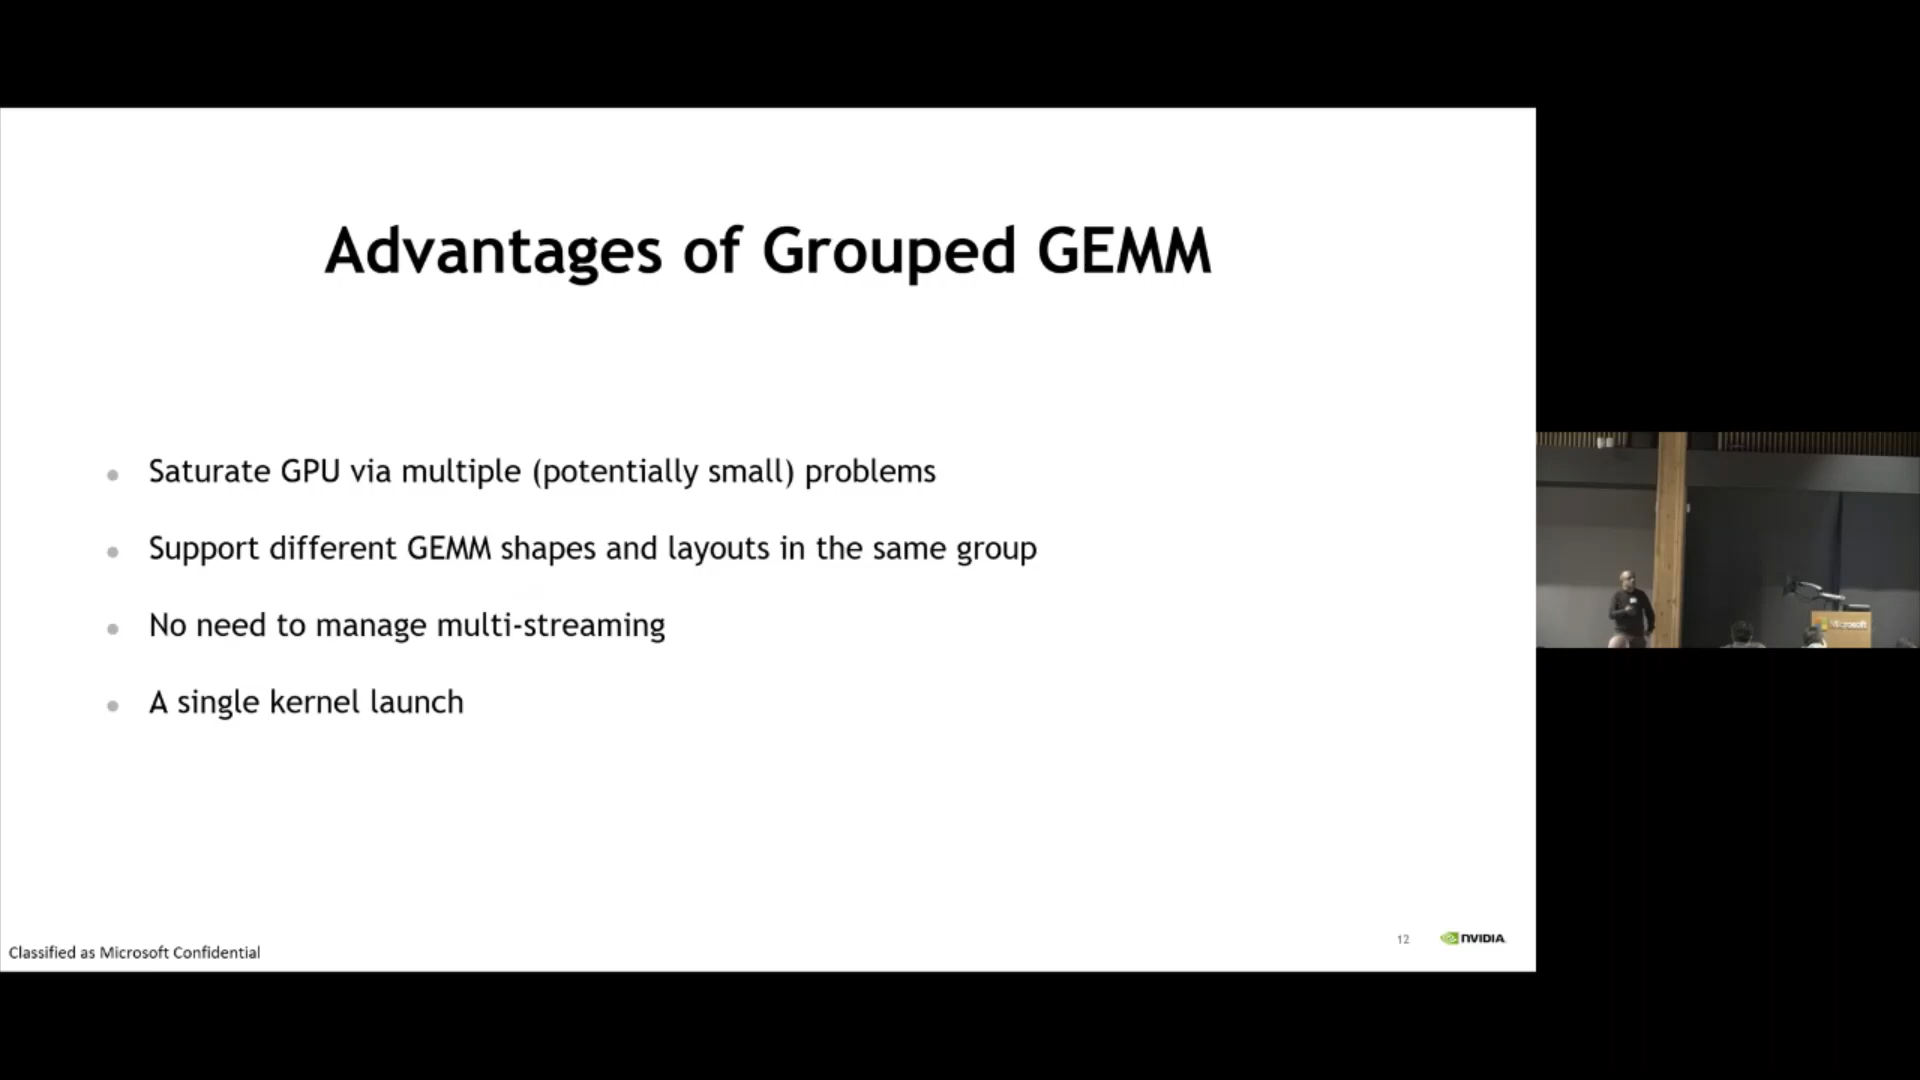 Advantages of Grouped GEMM
Saturate GPU via multiple (potentially small) problems
Support different GEMM shapes and layouts in the same group
No need to manage multi-streaming
A single kernel launch
Classified as Microsoft Confidential
12
NVIDIA
Microsoft